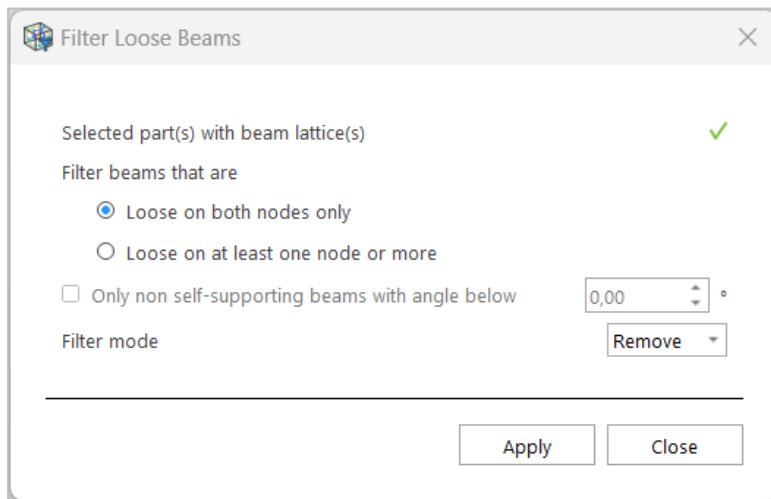 Filter Loose Beams
Selected part(s) with beam lattice(s)
Filter beams that are
Loose on both nodes only
Loose on at least one node or more
Only non self-supporting beams with angle below 0,00 °
Filter mode Remove
Apply Close